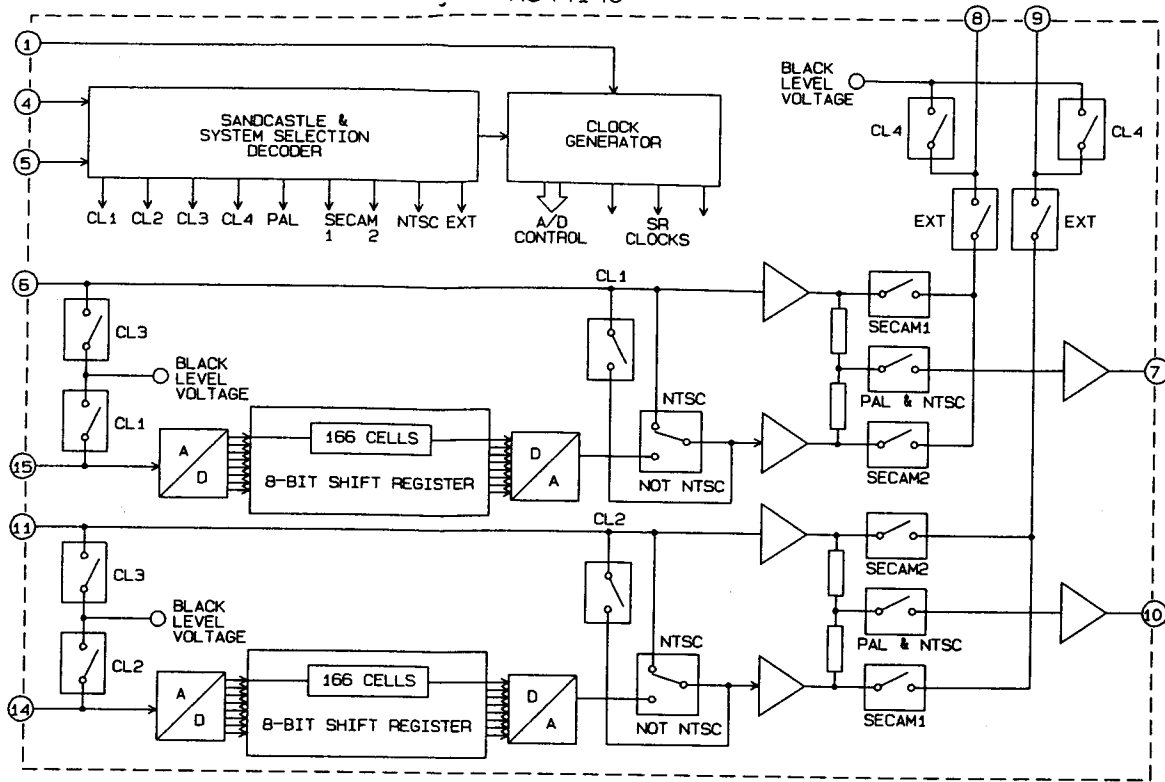 8
9
1
BLACK
LEVEL
VOLTAGE
4
SANDCASTLE &
SYSTEM SELECTION
DECODER
CLOCK
GENERATOR
CL4
CL4
5
CL1 CL2 CL3 CL4 PAL SECAM 1 SECAM 2 NTSC EXT
A/D
CONTROL
SR
CLOCKS
EXT
EXT
6
CL1
CL3
SECAM1
BLACK
LEVEL
VOLTAGE
7
CL1
NTSC
PAL & NTSC
166 CELLS
A
D
D
A
15
8-BIT SHIFT REGISTER
NOT NTSC
SECAM2
11
CL2
CL3
SECAM2
BLACK
LEVEL
VOLTAGE
10
CL2
NTSC
PAL & NTSC
166 CELLS
A
D
D
A
14
8-BIT SHIFT REGISTER
NOT NTSC
SECAM1